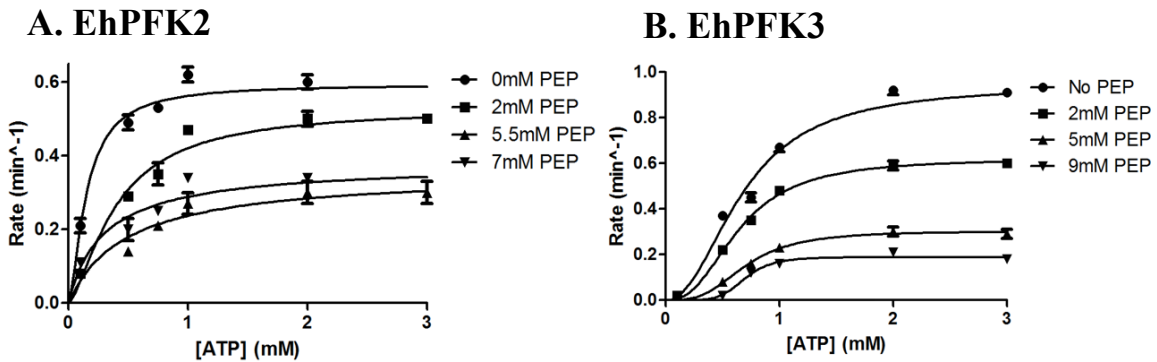 A. EhPFK2
0.6
0.4
0.2
0.0
0
1
2
3
Rate (min^-1)
[ATP] (mM)
0mM PEP
2mM PEP
5.5mM PEP
7mM PEP
B. EhPFK3
1.0
0.8
0.6
0.4
0.2
0.0
0
1
2
3
Rate (min^-1)
[ATP] (mM)
No PEP
2mM PEP
5mM PEP
9mM PEP